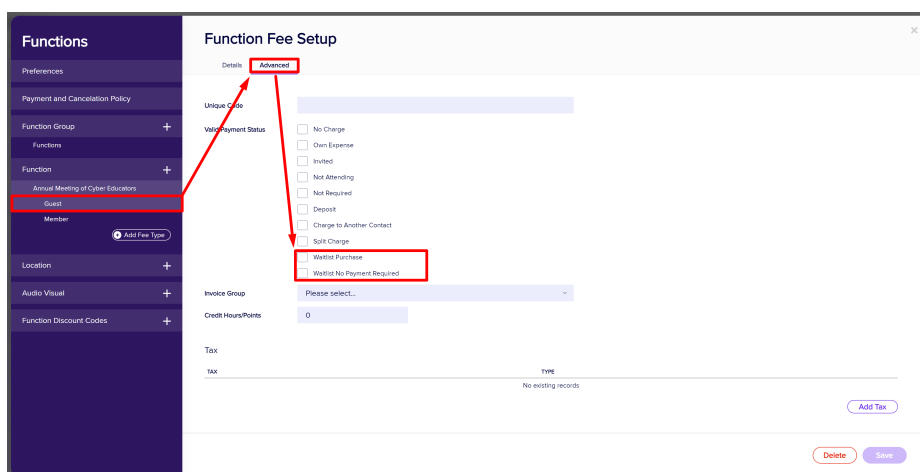 Functions
Preferences
Payment and Cancelation Policy
Function Group +
Functions
Function +
Annual Meeting of Cyber Educators
Guest
Member
+ Add Fee Type
Location +
Audio Visual +
Function Discount Codes +
Function Fee Setup
×
Details Advanced
Unique Code
Valid Payment Status
No Charge
Own Expense
Invited
Not Attending
Not Required
Deposit
Charge to Another Contact
Split Charge
Waitlist Purchase
Waitlist No Payment Required
Invoice Group Please select...
Credit Hours/Points 0
Tax
TAX TYPE
No existing records
Add Tax
Delete Save